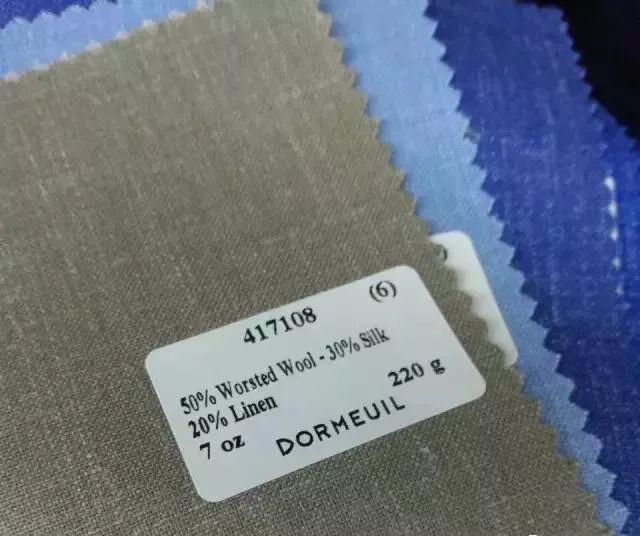 417108 (6)
50% Worsted Wool - 30% Silk
20% Linen
7 oz 220 g
DORMEUIL